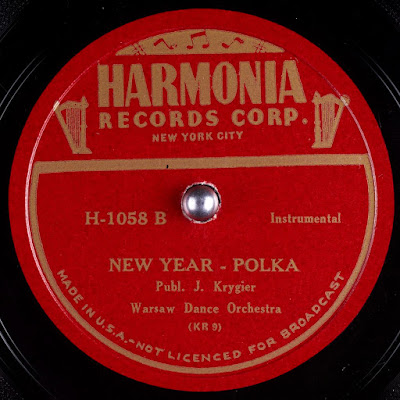 HARMONIA
RECORDS CORP.
NEW YORK CITY
H-1058 B
Instrumental
NEW YEAR - POLKA
Publ. J. Krygier
Warsaw Dance Orchestra
(KR 9)
MADE IN U.S.A.-NOT LICENCED FOR BROADCAST